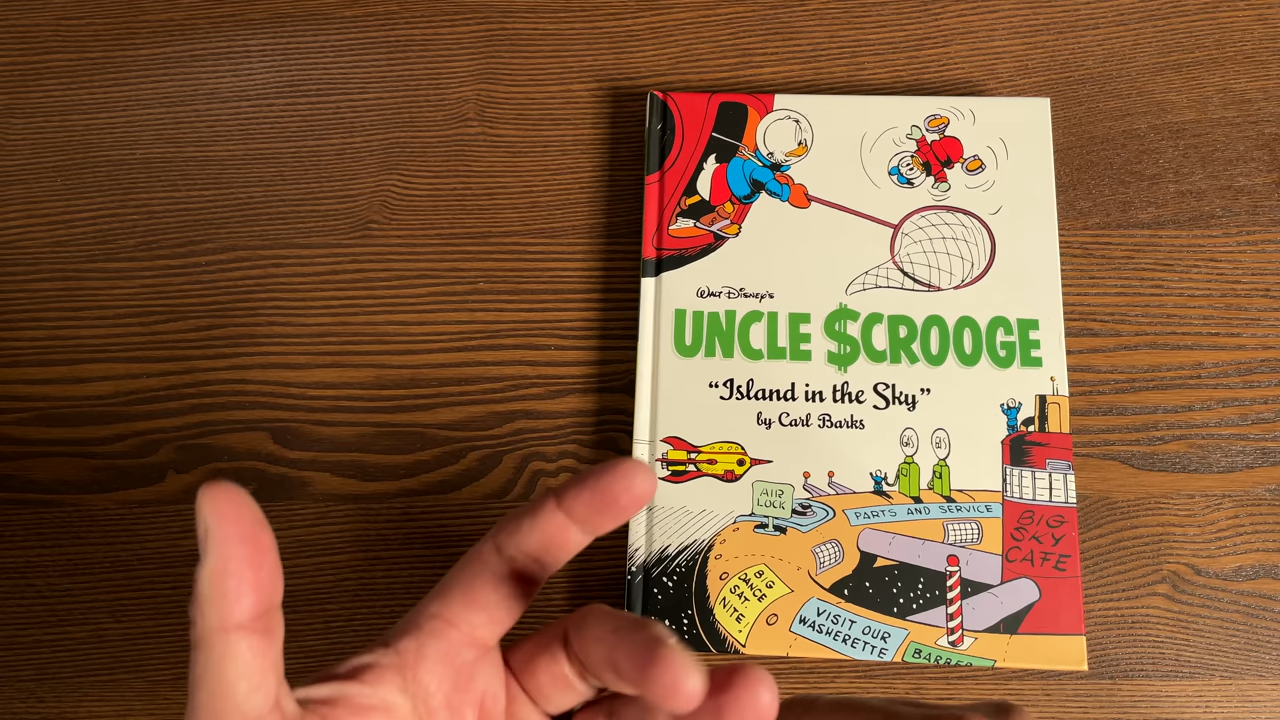 Walt Disney's
UNCLE $CROOGE
“Island in the Sky”
by Carl Barks
GAS
GAS
AIR
LOCK
PARTS AND SERVICE
BIG
SKY
CAFE
BIG
DANCE
SAT.
NITE!
VISIT OUR
WASHERETTE
BARBER